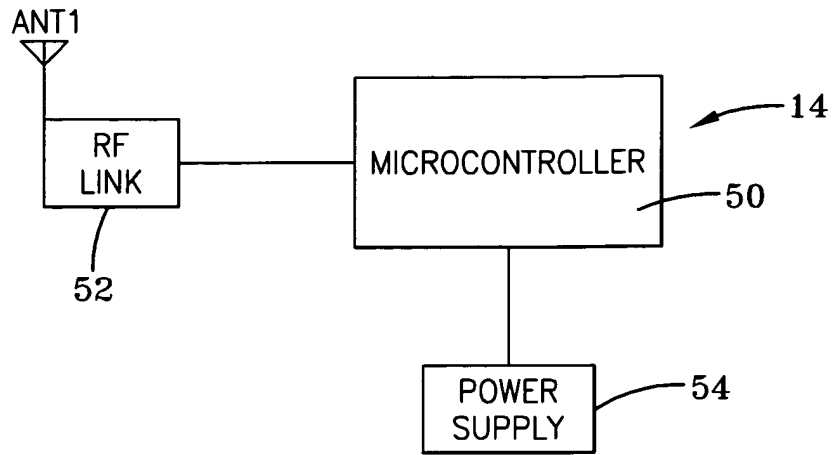 ANT1
RF
LINK
52
MICROCONTROLLER
14
50
POWER
SUPPLY
54